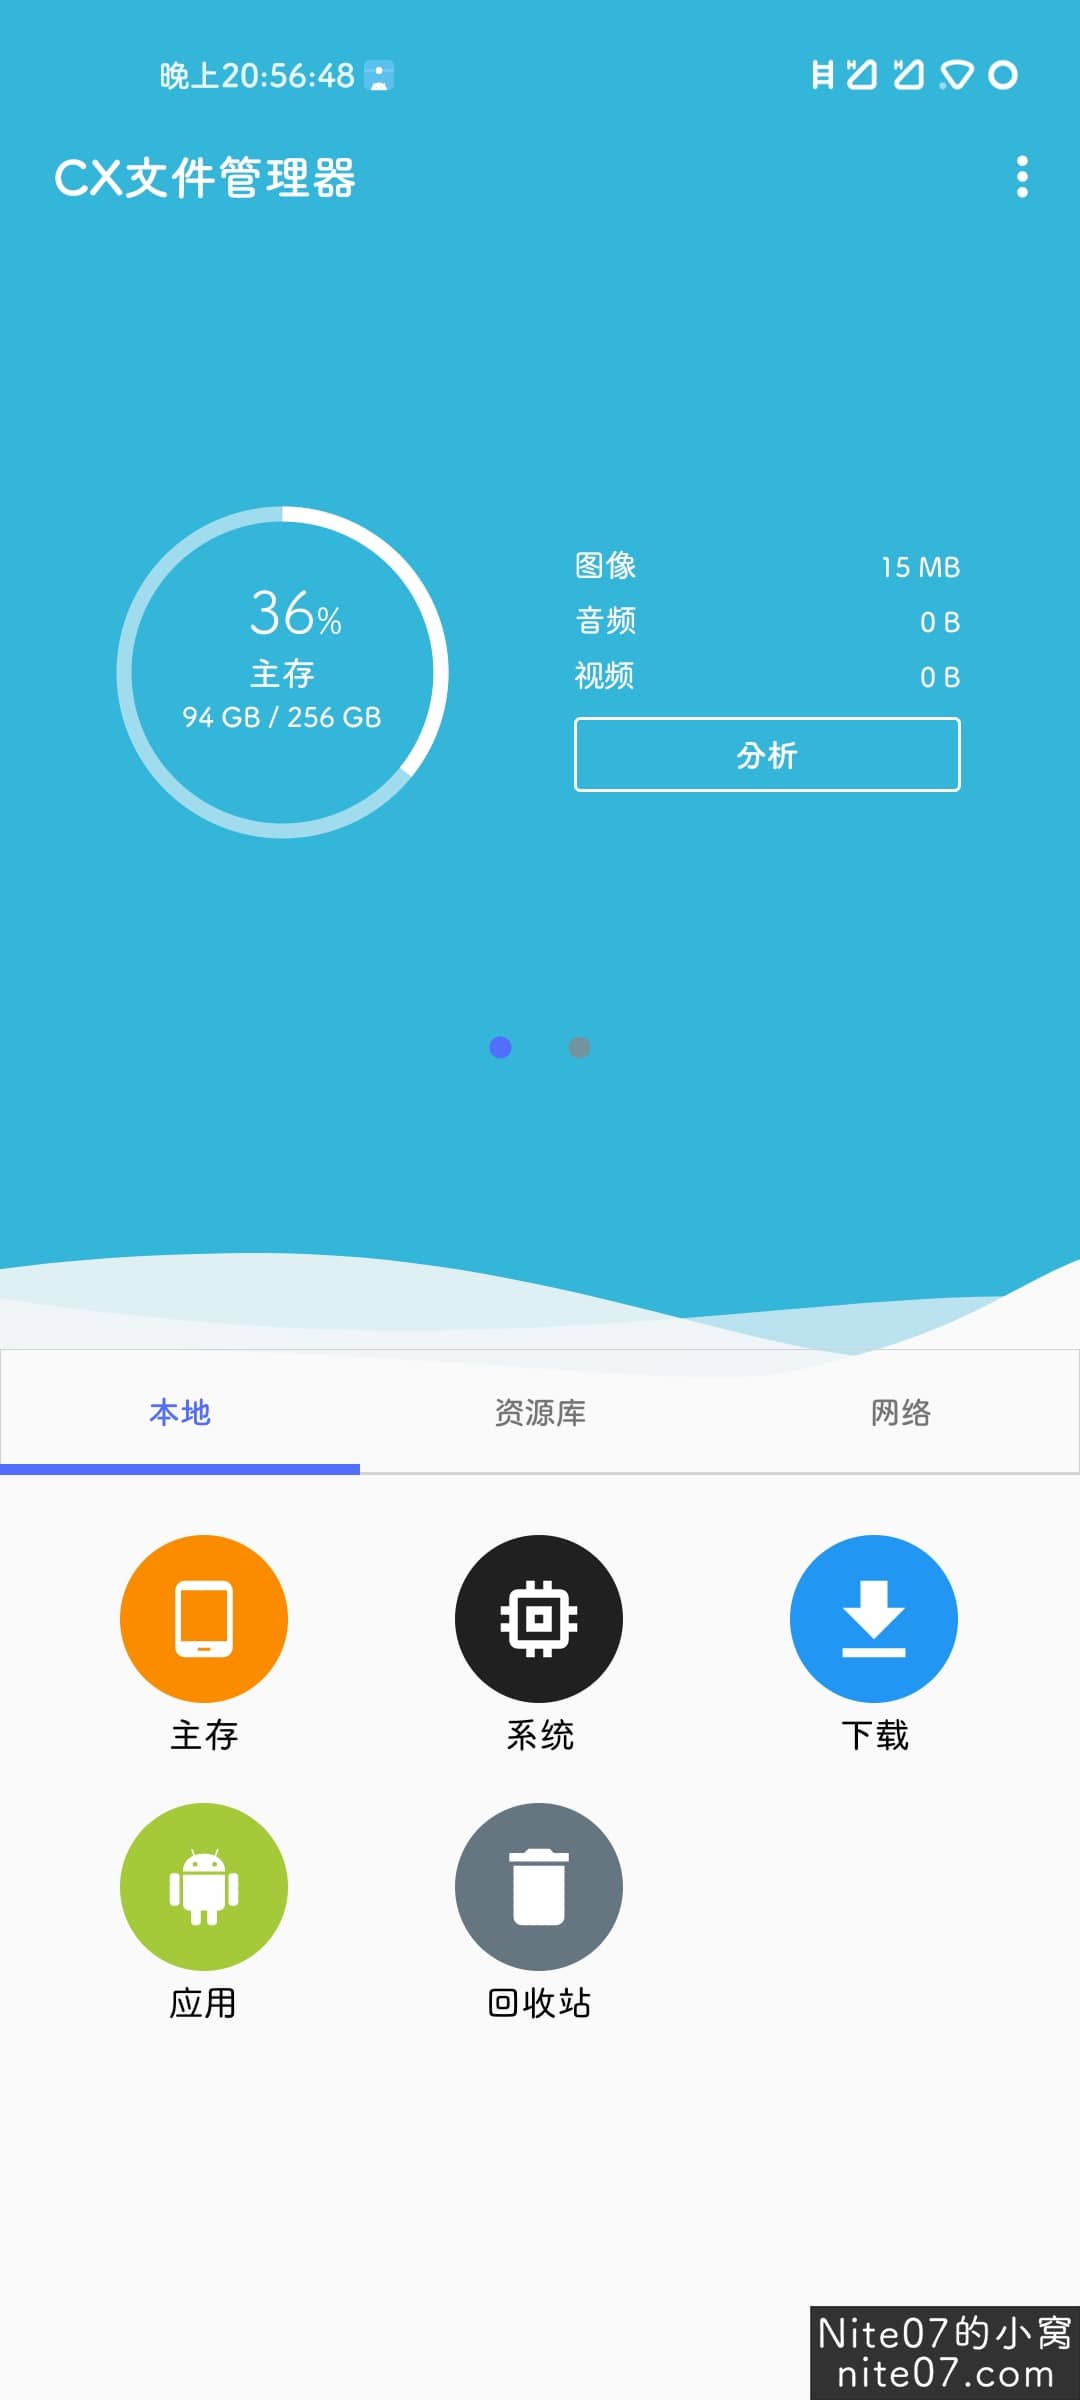 晚上20:56:48
CX文件管理器
36%
主存
94 GB / 256 GB
图像 15 MB
音频 0 B
视频 0 B
分析
本地 资源库 网络
主存 系统 下载
应用 回收站
Nite07的小窝
nite07.com